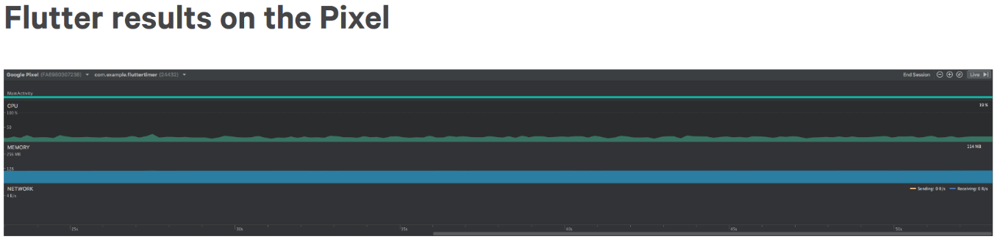 Flutter results on the Pixel
Google Pixel (FA6960307238) com.example.fluttertimer (24432) End Session Live
MainActivity
CPU 19 %
100 %
50
MEMORY 114 MB
256 MB
128
NETWORK Sending: 0 B/s Receiving: 0 B/s
4 B/s
25s 30s 35s 40s 45s 50s